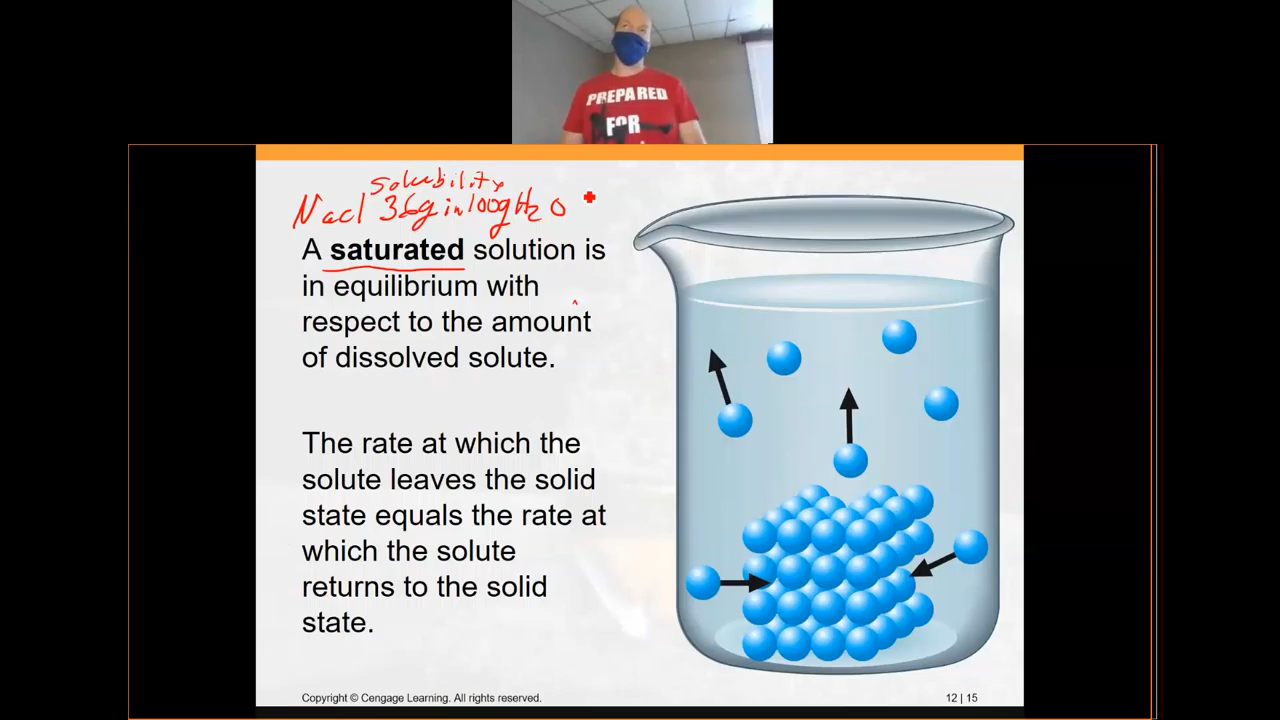 PREPARED
FOR
solubility
Nacl 36g in 100g H2O
A saturated solution is
in equilibrium with
respect to the amount
of dissolved solute.
The rate at which the
solute leaves the solid
state equals the rate at
which the solute
returns to the solid
state.
Copyright © Cengage Learning. All rights reserved.
12 | 15